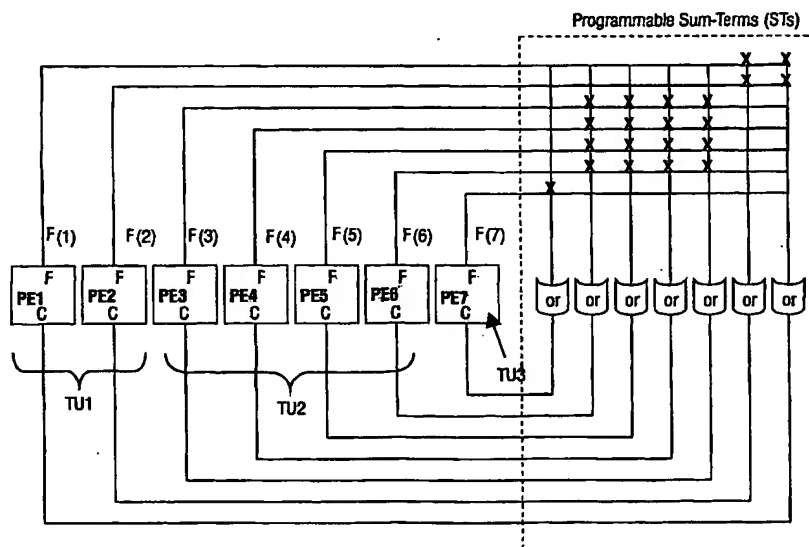 Programmable Sum-Terms (STs)
X X
X X
X X X X
X X X X
X X X X
X X X X
X
F(1) F(2) F(3) F(4) F(5) F(6) F(7)
F F F F F F F
PE1 PE2 PE3 PE4 PE5 PE6 PE7
C C C C C C C
or or or or or or or
TU1 TU2 TU3